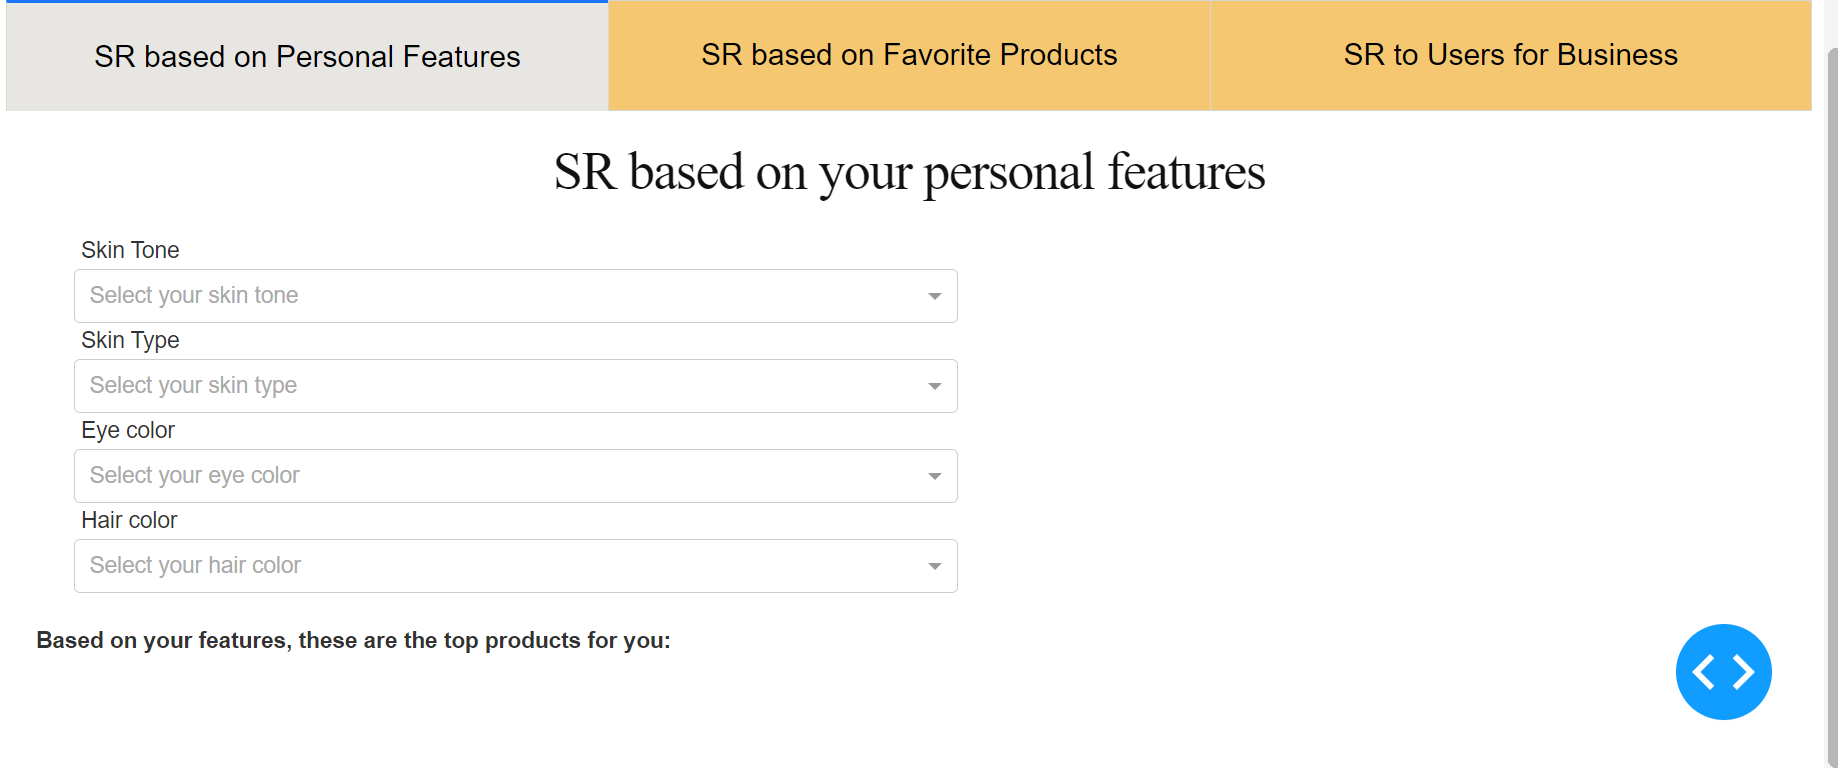 SR based on Personal Features
SR based on Favorite Products
SR to Users for Business
SR based on your personal features
Skin Tone
Select your skin tone
Skin Type
Select your skin type
Eye color
Select your eye color
Hair color
Select your hair color
Based on your features, these are the top products for you: